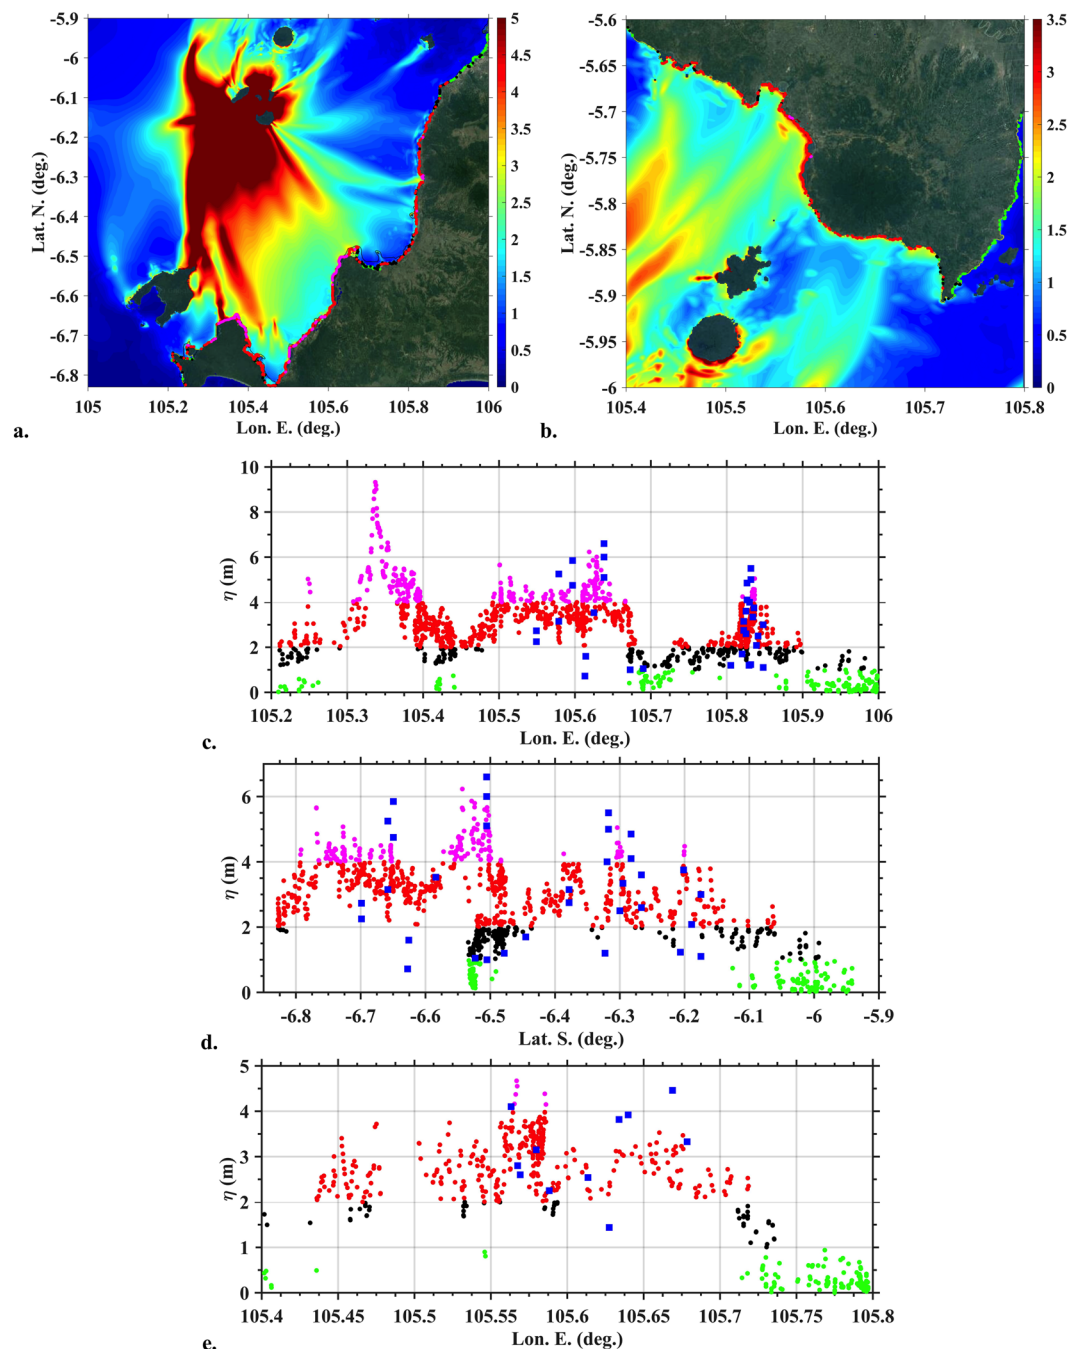 -5.9
-6
-6.1
-6.2
-6.3
-6.4
-6.5
-6.6
-6.7
-6.8
Lat. N. (deg.)
105 105.2 105.4 105.6 105.8 106
Lon. E. (deg.)
5
4.5
4
3.5
3
2.5
2
1.5
1
0.5
0
a.
-5.6
-5.65
-5.7
-5.75
-5.8
-5.85
-5.9
-5.95
-6
Lat. N. (deg.)
105.4 105.5 105.6 105.7 105.8
Lon. E. (deg.)
3.5
3
2.5
2
1.5
1
0.5
0
b.
10
8
6
4
2
0
η (m)
105.2 105.3 105.4 105.5 105.6 105.7 105.8 105.9 106
Lon. E. (deg.)
c.
6
4
2
0
η (m)
-6.8 -6.7 -6.6 -6.5 -6.4 -6.3 -6.2 -6.1 -6 -5.9
Lat. S. (deg.)
d.
5
4
3
2
1
0
η (m)
105.4 105.45 105.5 105.55 105.6 105.65 105.7 105.75 105.8
Lon. E. (deg.)
e.